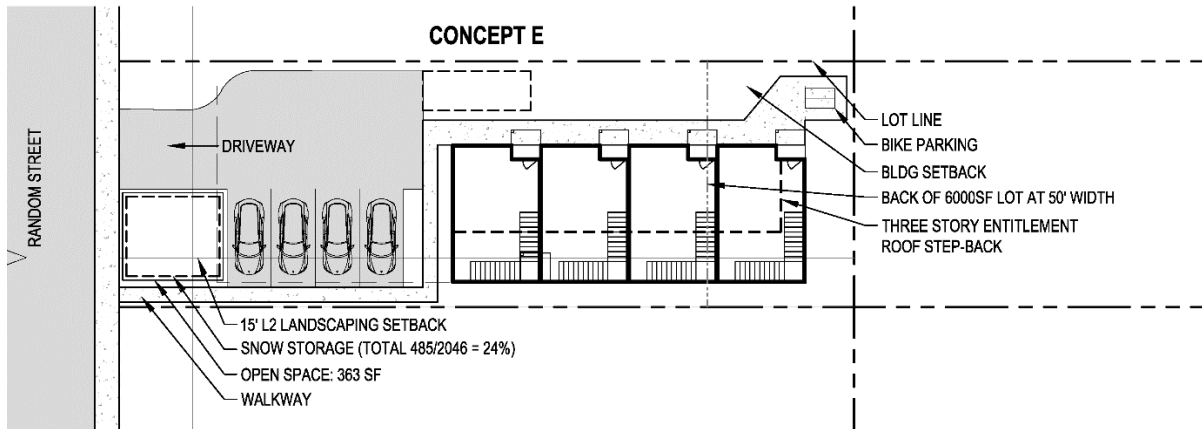 CONCEPT E
RANDOM STREET
DRIVEWAY
LOT LINE
BIKE PARKING
BLDG SETBACK
BACK OF 6000SF LOT AT 50' WIDTH
THREE STORY ENTITLEMENT
ROOF STEP-BACK
15' L2 LANDSCAPING SETBACK
SNOW STORAGE (TOTAL 485/2046 = 24%)
OPEN SPACE: 363 SF
WALKWAY